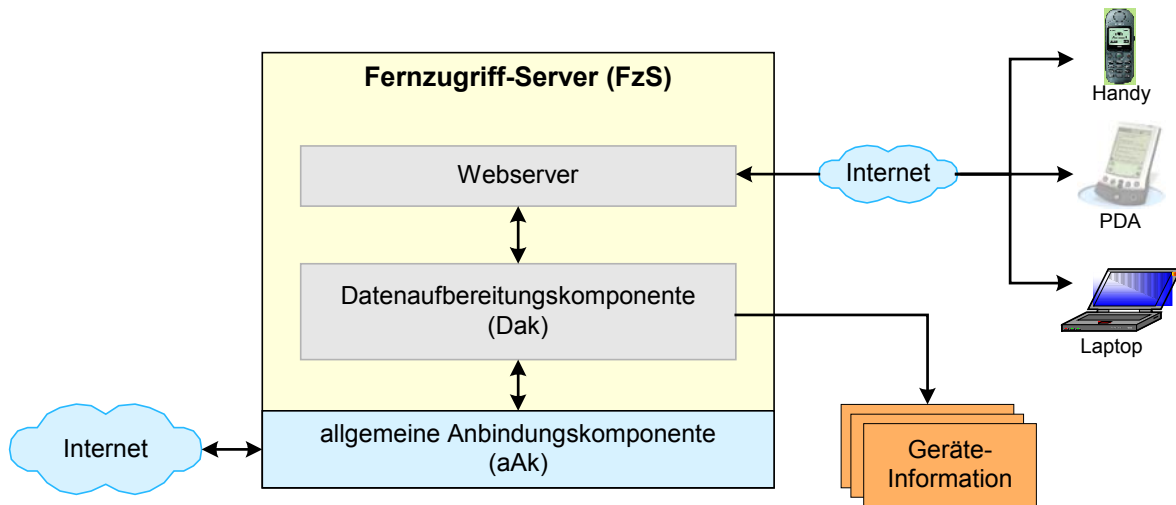 Fernzugriff-Server (FzS)
Webserver
Datenaufbereitungskomponente
(Dak)
allgemeine Anbindungskomponente
(aAk)
Internet
Internet
Handy
PDA
Laptop
Geräte-
Information